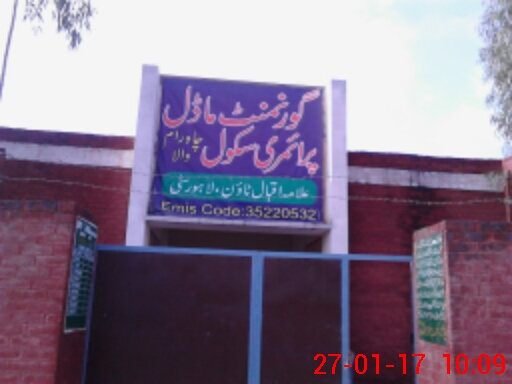 گورنمنٹ ماڈل
پرائمری سکول چاہ ورام والا
علامہ اقبال ٹاؤن، لاہور سٹی
Emis Code:35220532
27-01-17 10:09